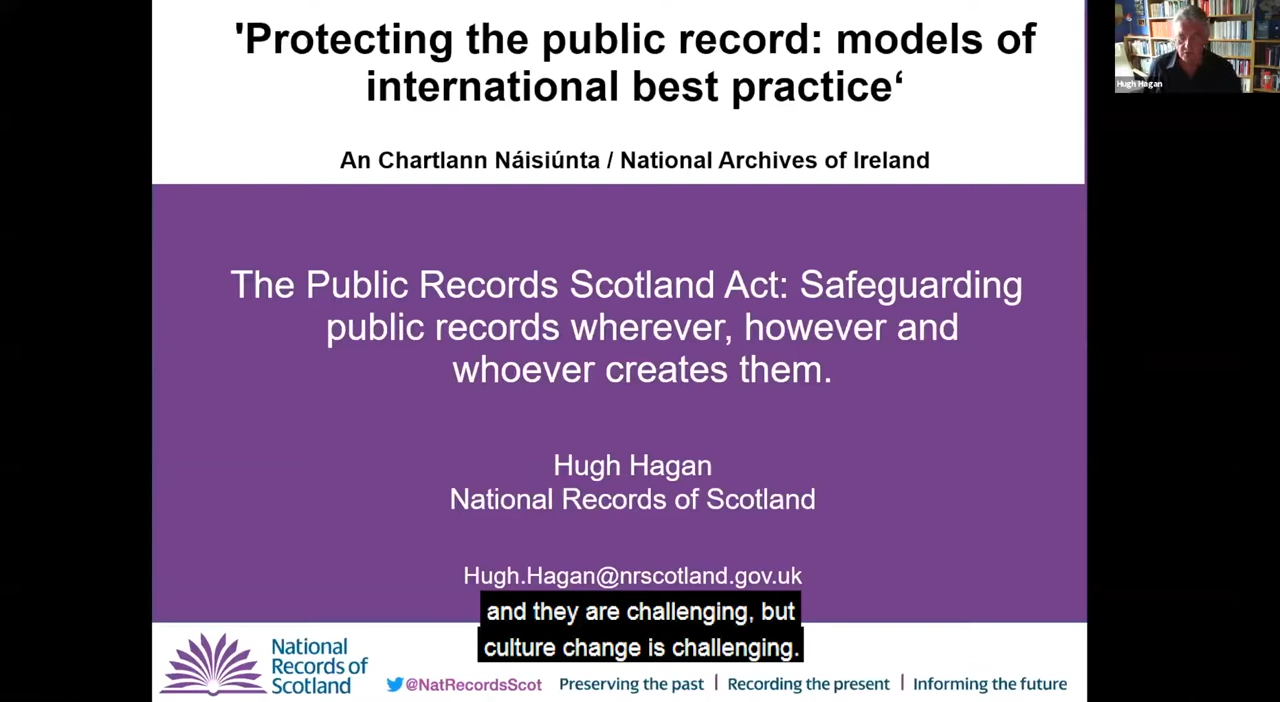 'Protecting the public record: models of
international best practice‘
An Chartlann Náisiúnta / National Archives of Ireland
Hugh Hagan
The Public Records Scotland Act: Safeguarding
public records wherever, however and
whoever creates them.
Hugh Hagan
National Records of Scotland
Hugh.Hagan@nrscotland.gov.uk
and they are challenging, but
culture change is challenging.
National
Records of
Scotland
@NatRecordsScot
Preserving the past | Recording the present | Informing the future